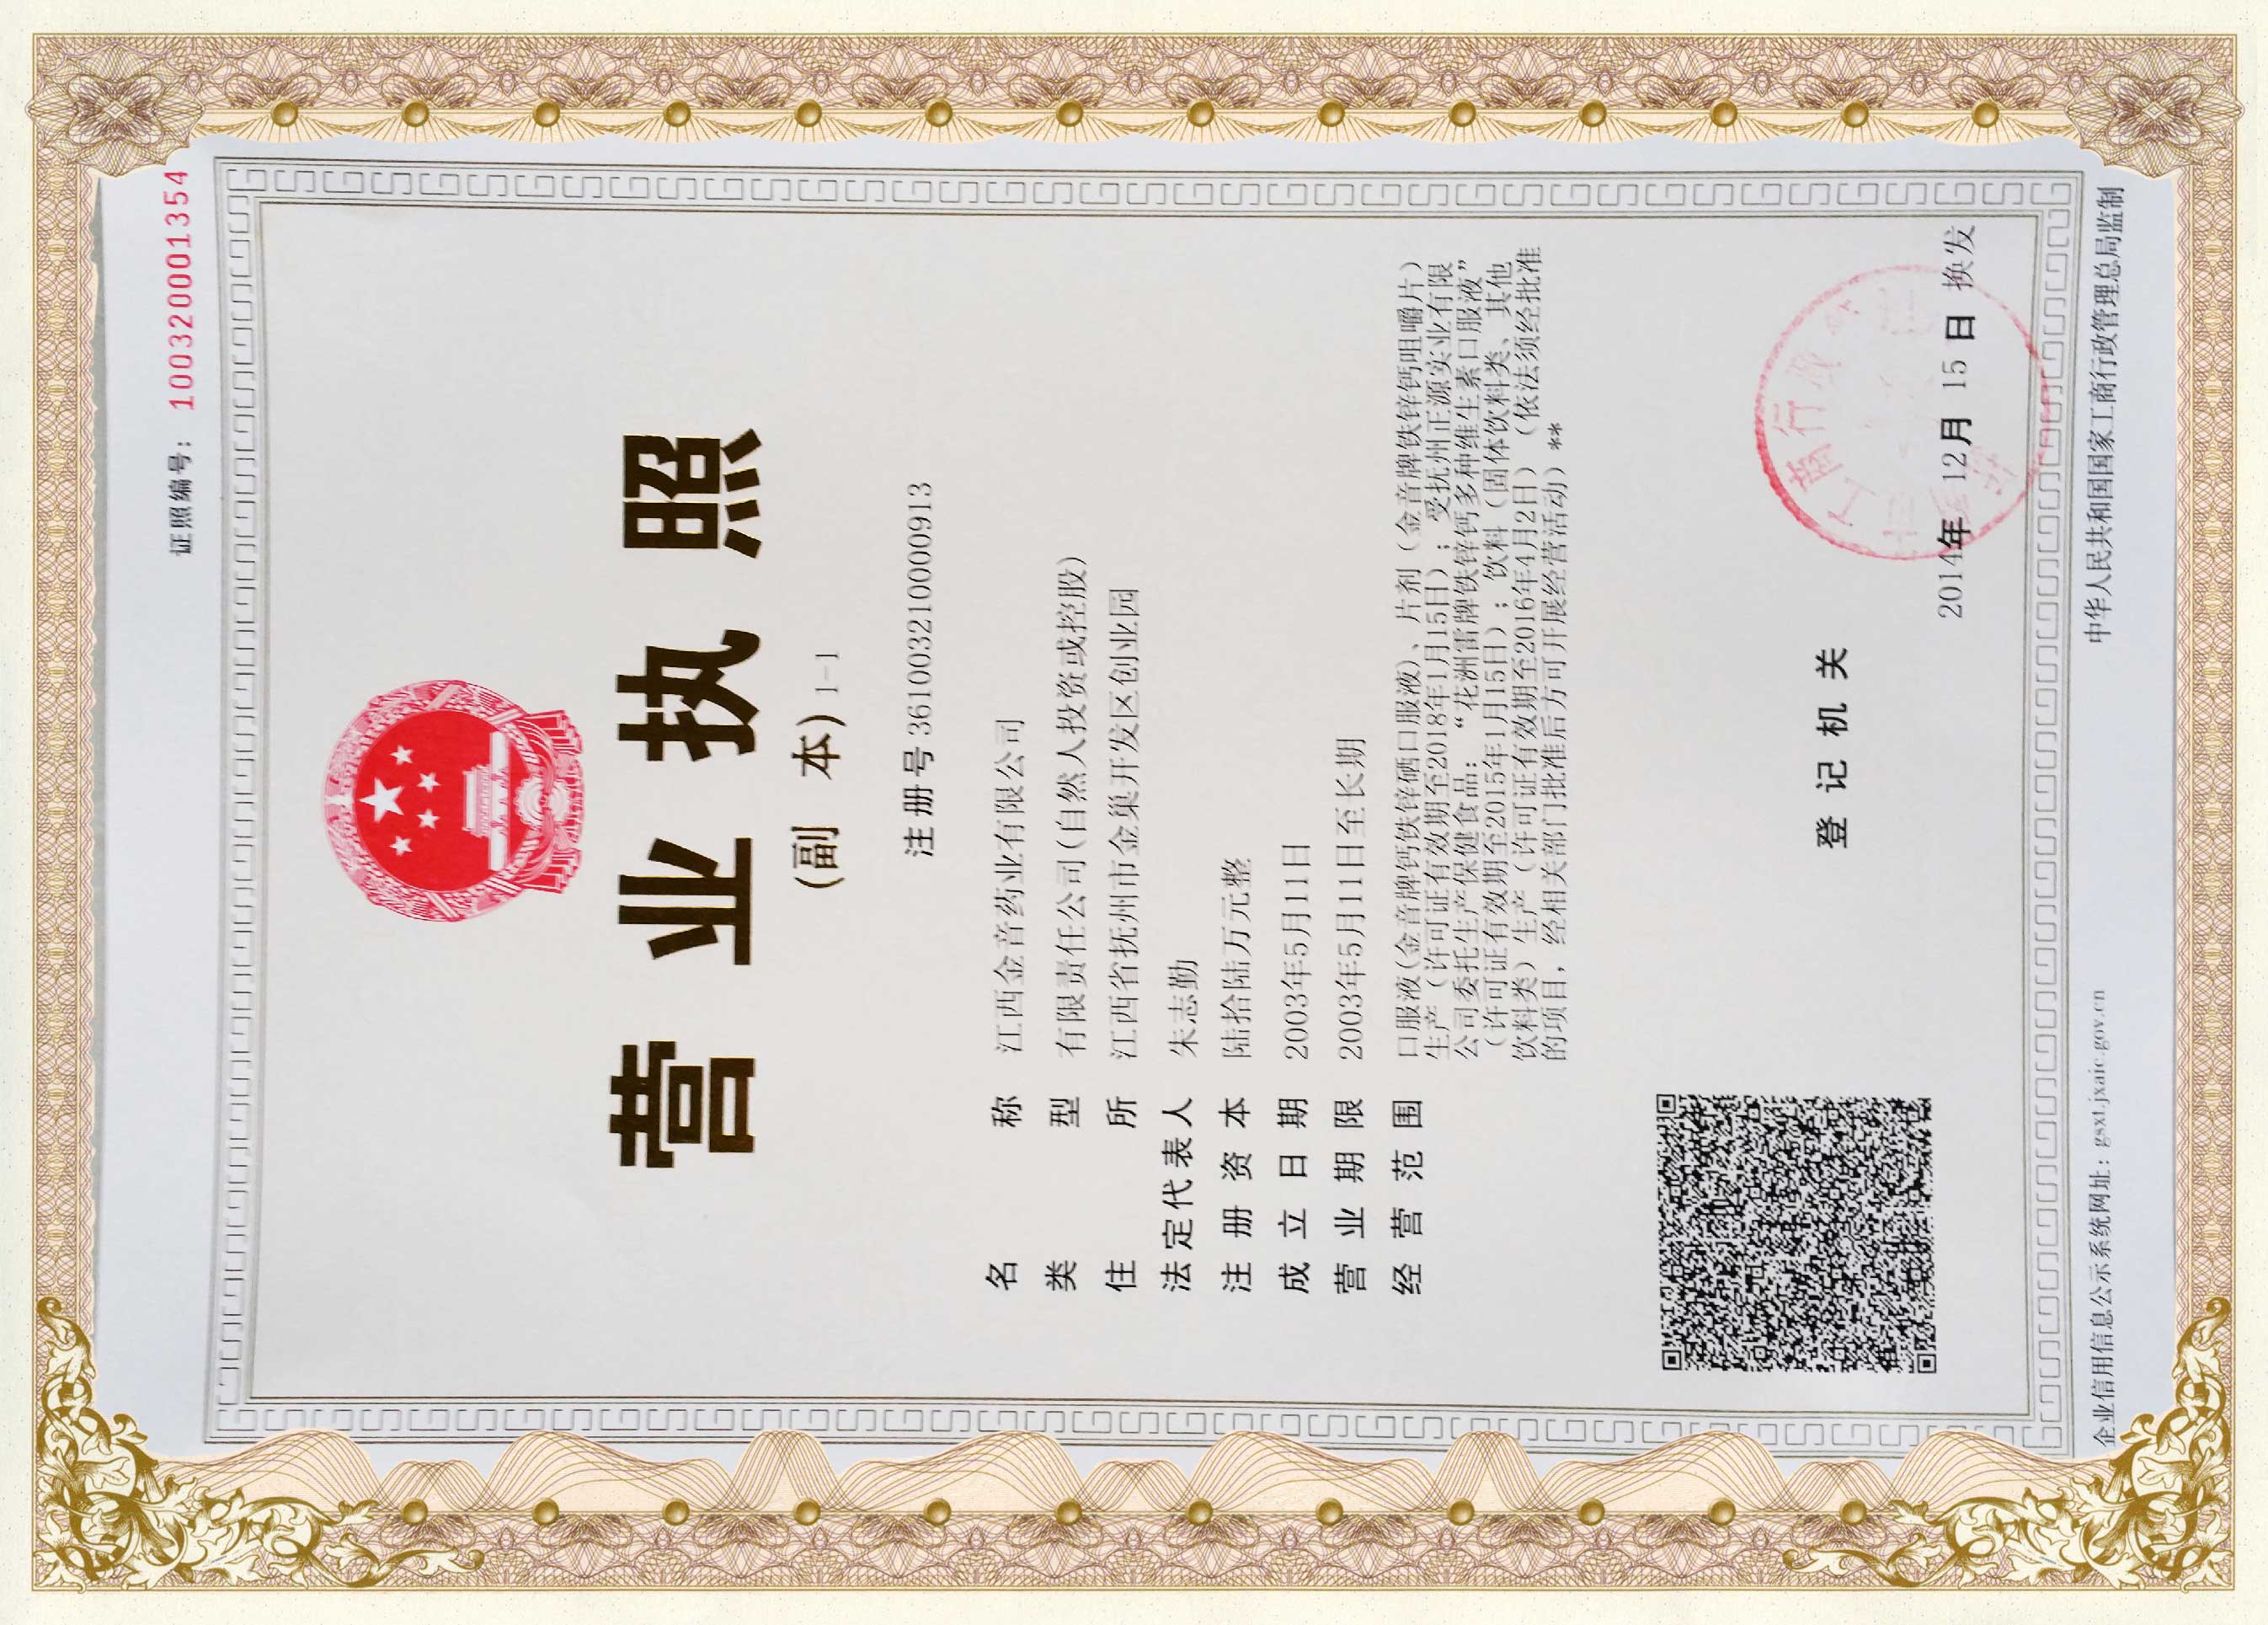 证照编号：1003200001354
营业执照
(副 本) 1-1
注册号 361003210000913
名称 江西金音药业有限公司
类型 有限责任公司(自然人投资或控股)
住所 江西省抚州市金巢开发区创业园
法定代表人 朱志勤
注册资本 陆拾陆万元整
成立日期 2003年5月11日
营业期限 2003年5月11日至长期
经营范围 口服液(金音牌钙铁锌硒口服液)、片剂（金音牌铁锌钙咀嚼片）
生产（许可证有效期至2018年1月15日）；受抚州正源实业有限
公司委托生产保健食品：“花洲雷牌铁锌钙多种维生素口服液”
（许可证有效期至2015年1月15日）；饮料（固体饮料类、其他
饮料类）生产（许可证有效期至2016年4月2日）（依法须经批准
的项目，经相关部门批准后方可开展经营活动）**
登记机关
2014年 12月 15日 换发
企业信用信息公示系统网址：gsxt.jxaic.gov.cn
中华人民共和国国家工商行政管理总局监制